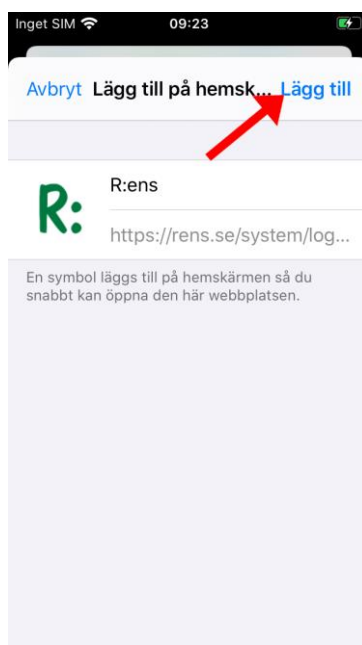 Inget SIM 09:23
Avbryt Lägg till på hemsk... Lägg till
R: R:ens
https://rens.se/system/log...
En symbol läggs till på hemskärmen så du
snabbt kan öppna den här webbplatsen.